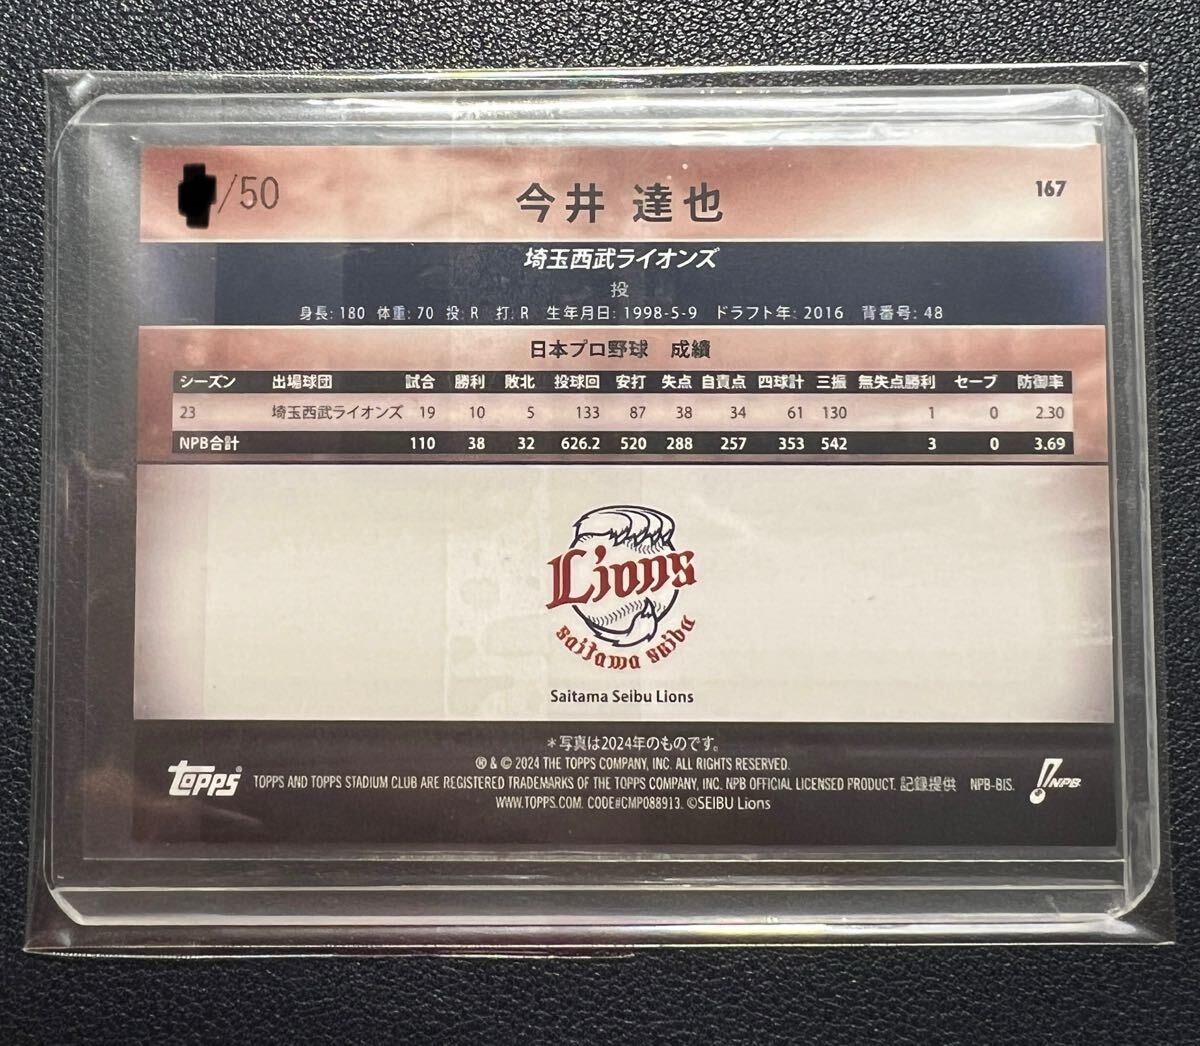 /50
今井 達也
167
埼玉西武ライオンズ
投
身長: 180 体重: 70 投: R 打: R 生年月日: 1998-5-9 ドラフト年: 2016 背番号: 48
日本プロ野球 成績
シーズン 出場球団 試合 勝利 敗北 投球回 安打 失点 自責点 四球計 三振 無失点勝利 セーブ 防御率
23 埼玉西武ライオンズ 19 10 5 133 87 38 34 61 130 1 0 2.30
NPB合計 110 38 32 626.2 520 288 257 353 542 3 0 3.69
Lions
Saitama Seibu
Saitama Seibu Lions
＊写真は2024年のものです。
® & © 2024 THE TOPPS COMPANY, INC. ALL RIGHTS RESERVED.
TOPPS AND TOPPS STADIUM CLUB ARE REGISTERED TRADEMARKS OF THE TOPPS COMPANY, INC. NPB OFFICIAL LICENSED PRODUCT. 記録提供 NPB-BIS.
WWW.TOPPS.COM. CODE#CMP088913. ©SEIBU Lions
Topps®
NPB